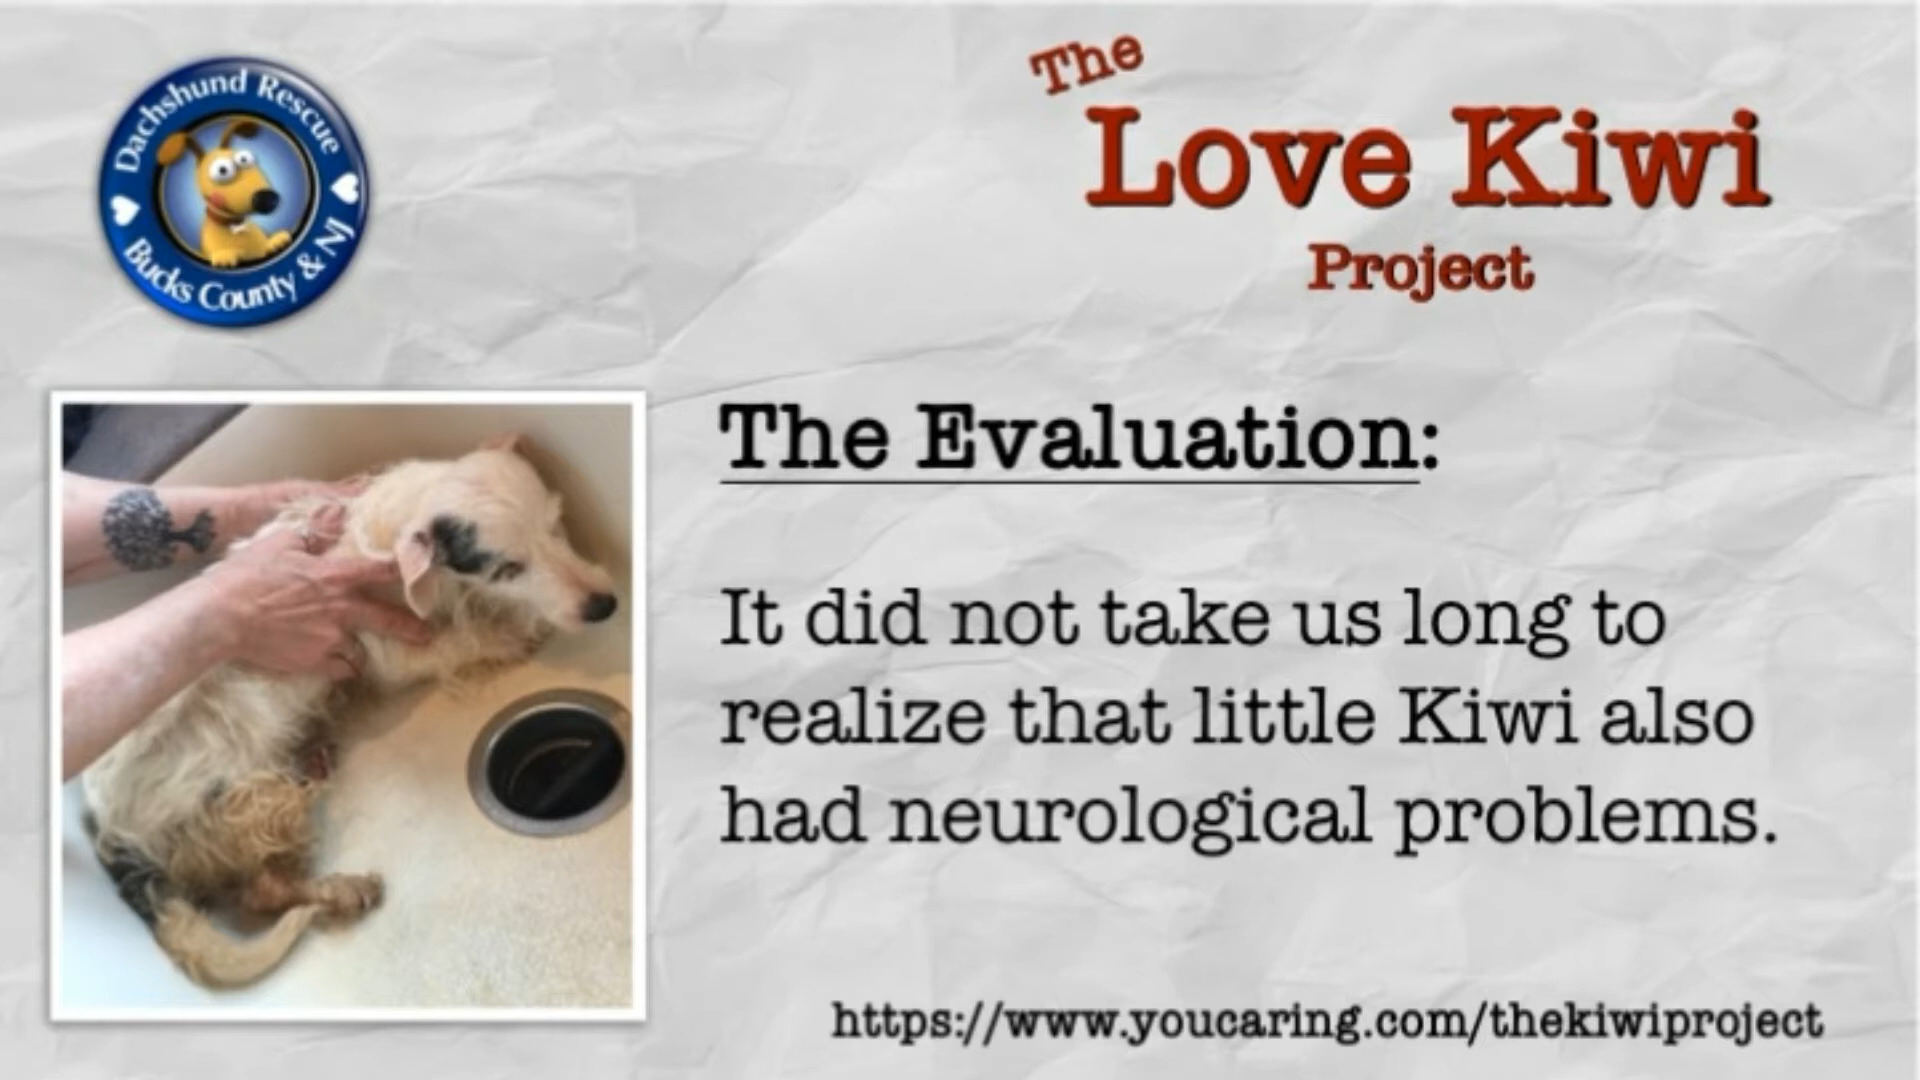 Dachshund Rescue
Bucks County & NJ
The
Love Kiwi
Project
The Evaluation:
It did not take us long to
realize that little Kiwi also
had neurological problems.
https://www.youcaring.com/thekiwiproject